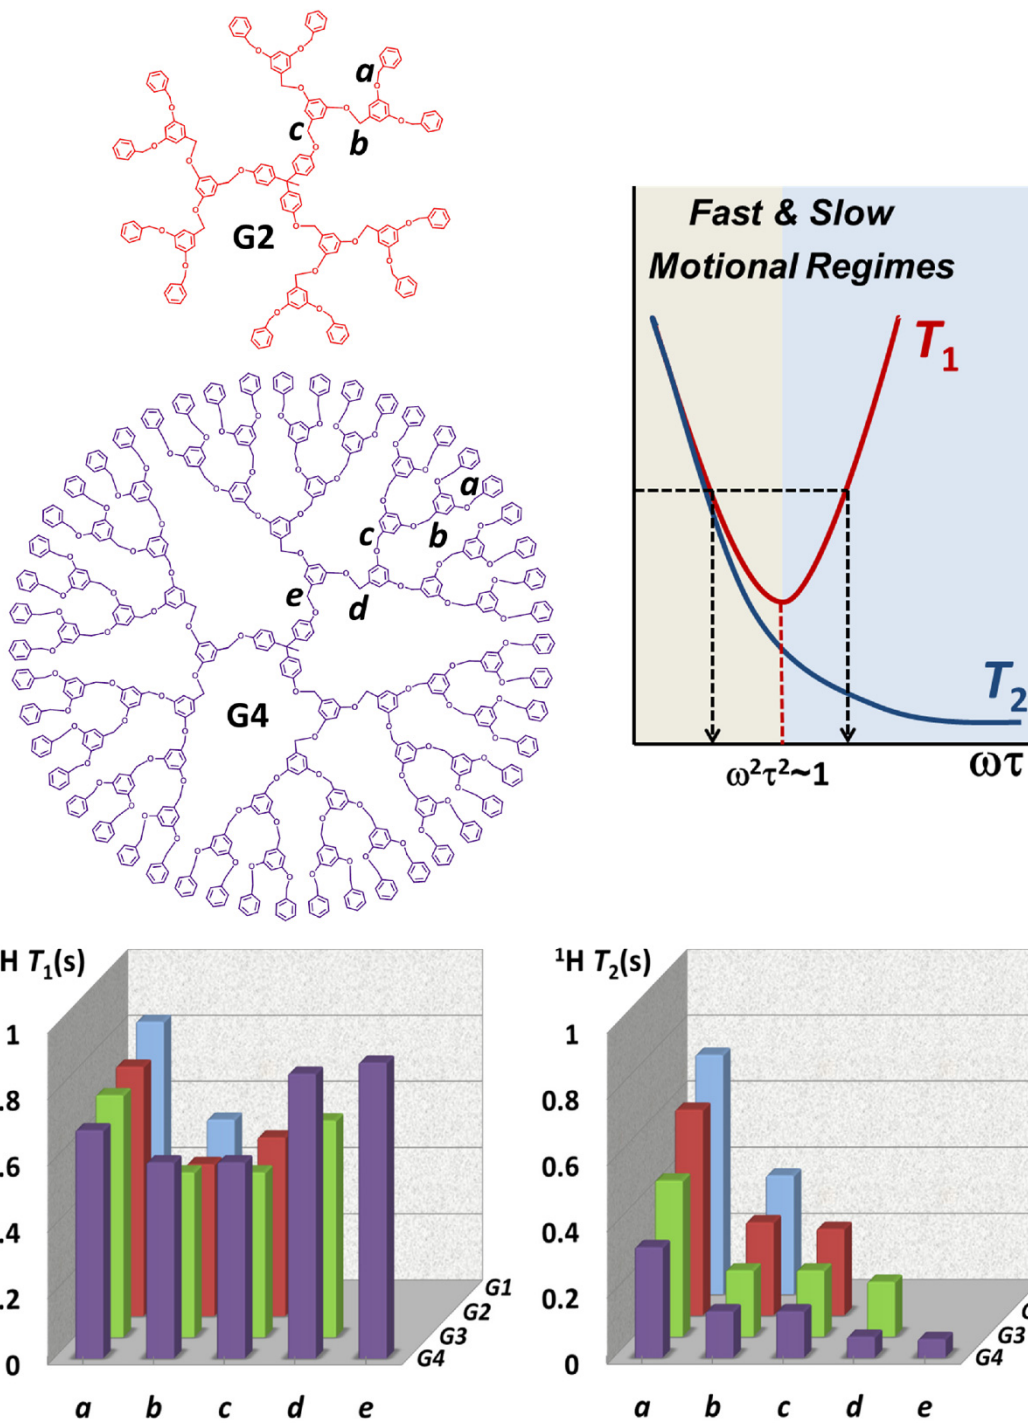 a
c
b
G2
Fast & Slow
Motional Regimes
T1
T2
ω²τ²~1
ωτ
a
c
b
e
d
G4
H T1(s)
1
.8
.6
.4
.2
0
G1
G2
G3
G4
a b c d e
¹H T2(s)
1
0.8
0.6
0.4
0.2
0
G3
G4
a b c d e